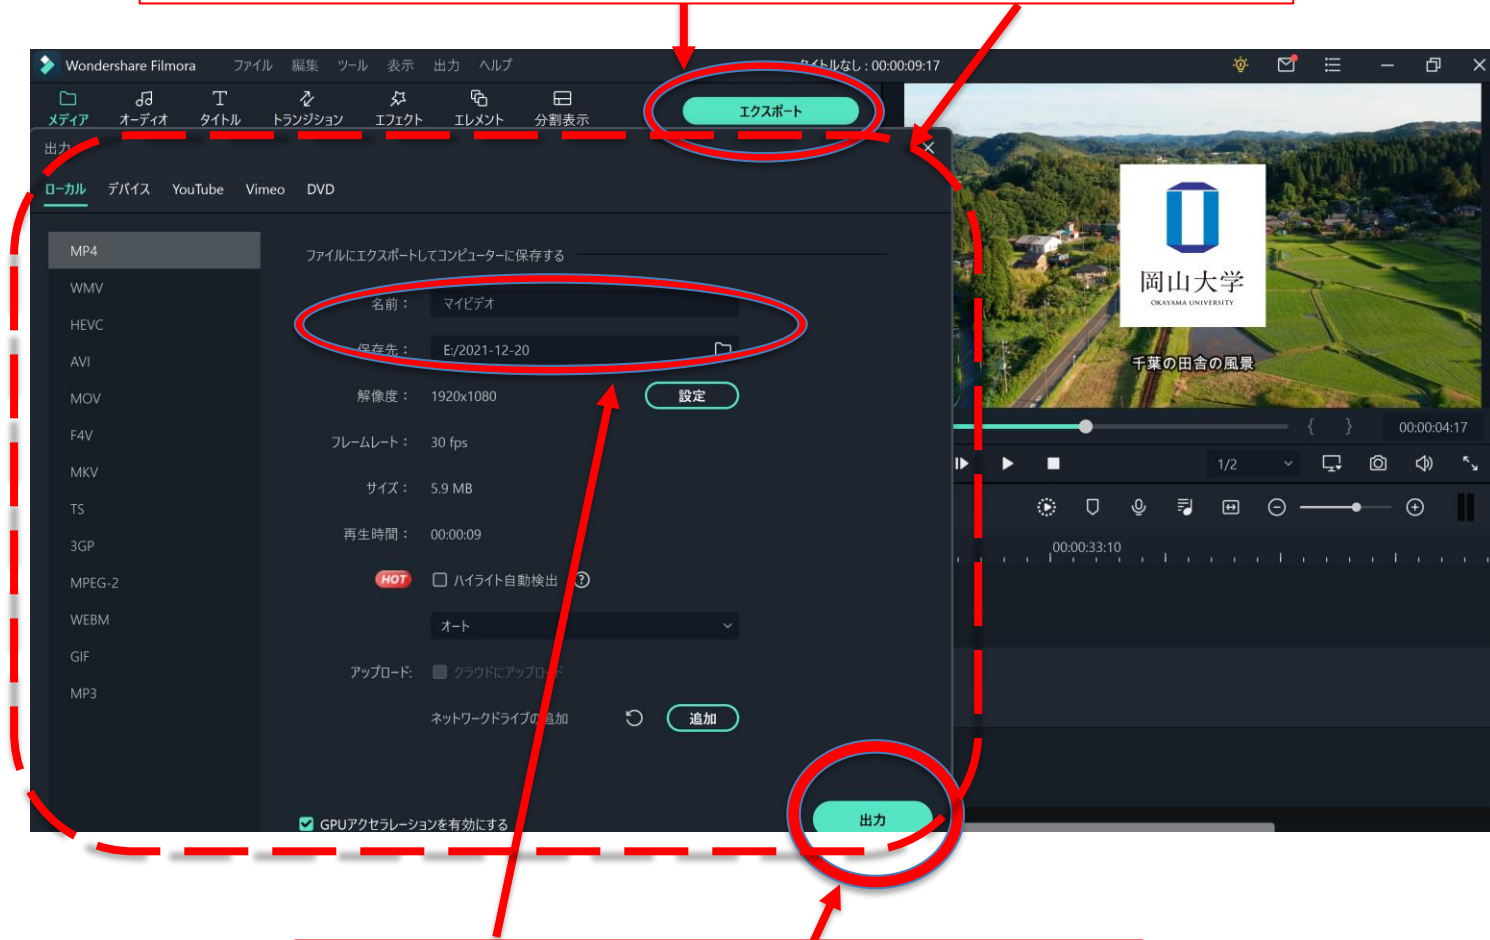 Wondershare Filmora ファイル 編集 ツール 表示 出力 ヘルプ タイトルなし : 00:00:09:17
メディア オーディオ タイトル トランジション エフェクト エレメント 分割表示 エクスポート
出力
ローカル デバイス YouTube Vimeo DVD
MP4
WMV
HEVC
AVI
MOV
F4V
MKV
TS
3GP
MPEG-2
WEBM
GIF
MP3
ファイルにエクスポートしてコンピューターに保存する
名前： マイビデオ
保存先： E:/2021-12-20
解像度： 1920x1080 設定
フレームレート： 30 fps
サイズ： 5.9 MB
再生時間： 00:00:09
HOT ハイライト自動検出 ?
オート
アップロード: クラウドにアップロード
ネットワークドライブの追加 追加
GPUアクセラレーションを有効にする 出力
岡山大学
OKAYAMA UNIVERSITY
千葉の田舎の風景
{ } 00:00:04:17
1/2
00:00:33:10